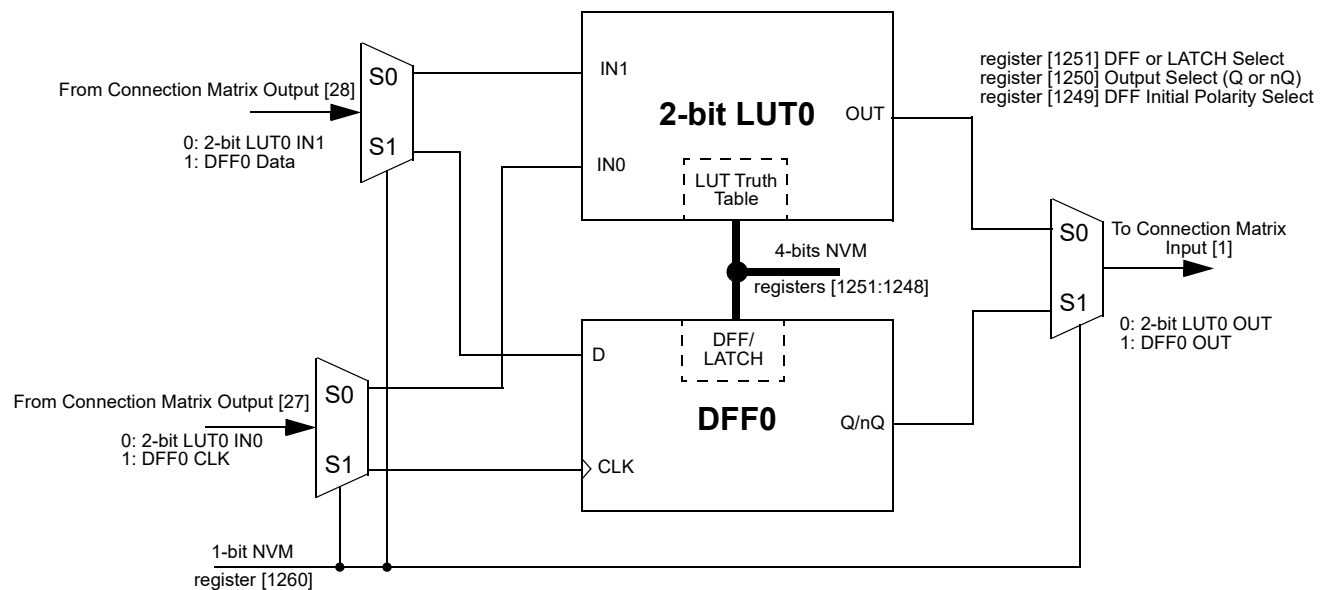 From Connection Matrix Output [28]
0: 2-bit LUT0 IN1
1: DFF0 Data
S0
S1
IN1
IN0
2-bit LUT0
OUT
LUT Truth
Table
register [1251] DFF or LATCH Select
register [1250] Output Select (Q or nQ)
register [1249] DFF Initial Polarity Select
4-bits NVM
registers [1251:1248]
S0
S1
To Connection Matrix
Input [1]
0: 2-bit LUT0 OUT
1: DFF0 OUT
From Connection Matrix Output [27]
0: 2-bit LUT0 IN0
1: DFF0 CLK
S0
S1
D
DFF/
LATCH
DFF0
Q/nQ
CLK
1-bit NVM
register [1260]